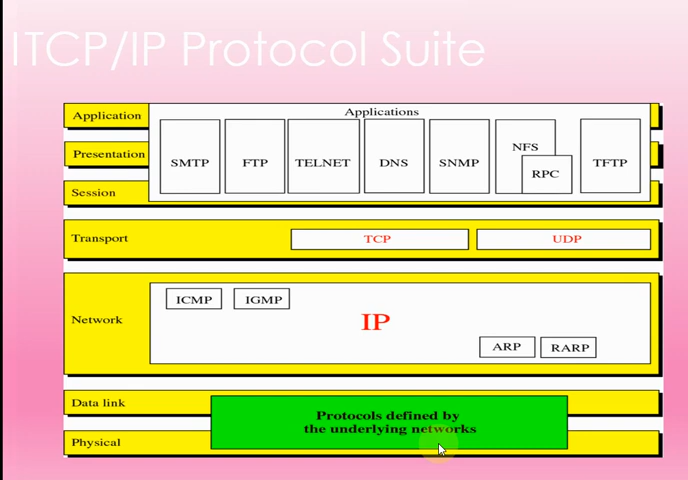 ITCP/IP Protocol Suite
Application
Applications
Presentation
SMTP
FTP
TELNET
DNS
SNMP
NFS
RPC
TFTP
Session
Transport
TCP
UDP
Network
ICMP
IGMP
IP
ARP
RARP
Data link
Protocols defined by
the underlying networks
Physical